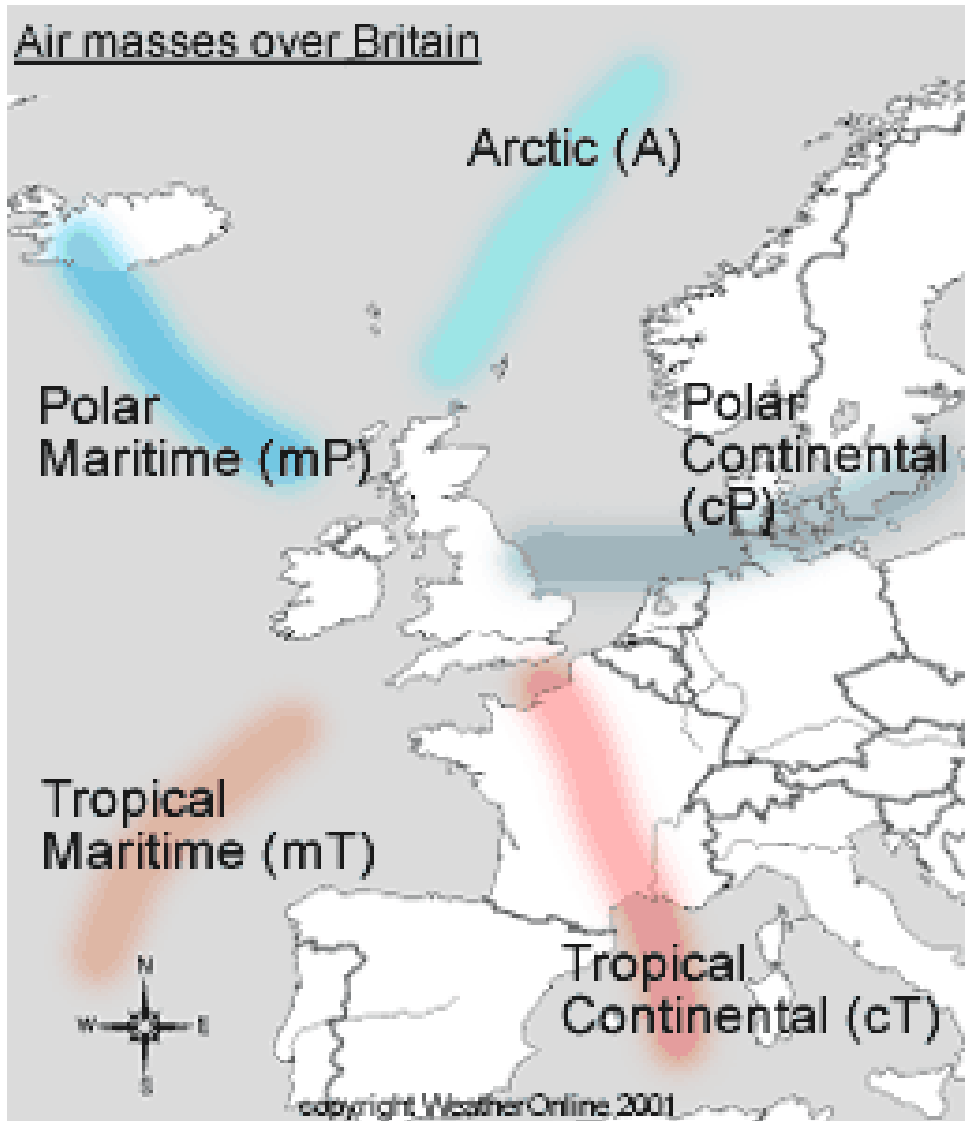 Air masses over Britain
Arctic (A)
Polar
Maritime (mP)
Polar
Continental
(cP)
Tropical
Maritime (mT)
Tropical
Continental (cT)
N
W E
S
copyright WeatherOnline 2001